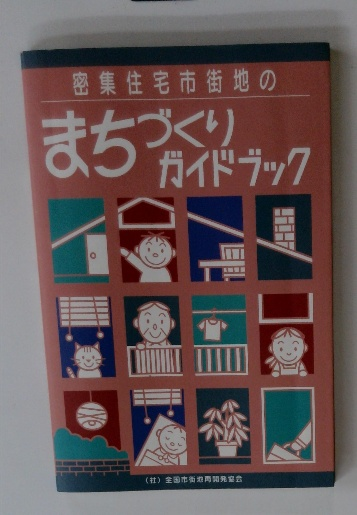 密集住宅市街地の
まちづくり
ガイドブック
（社）全国市街地再開発協会